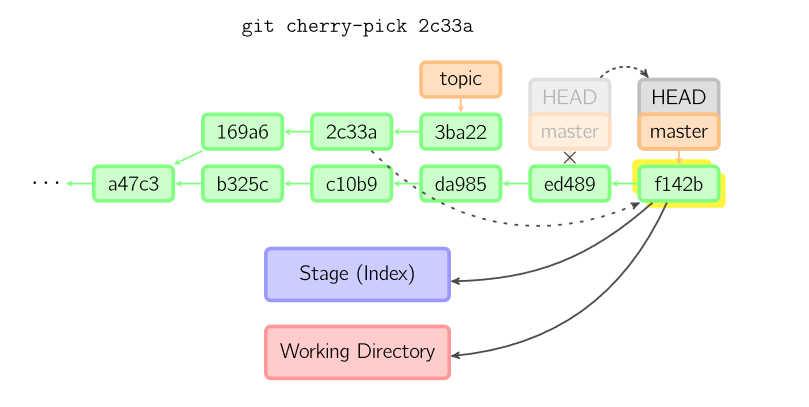 git cherry-pick 2c33a
topic
HEAD HEAD
169a6 2c33a 3ba22 master master
... a47c3 b325c c10b9 da985 ed489 f142b
Stage (Index)
Working Directory